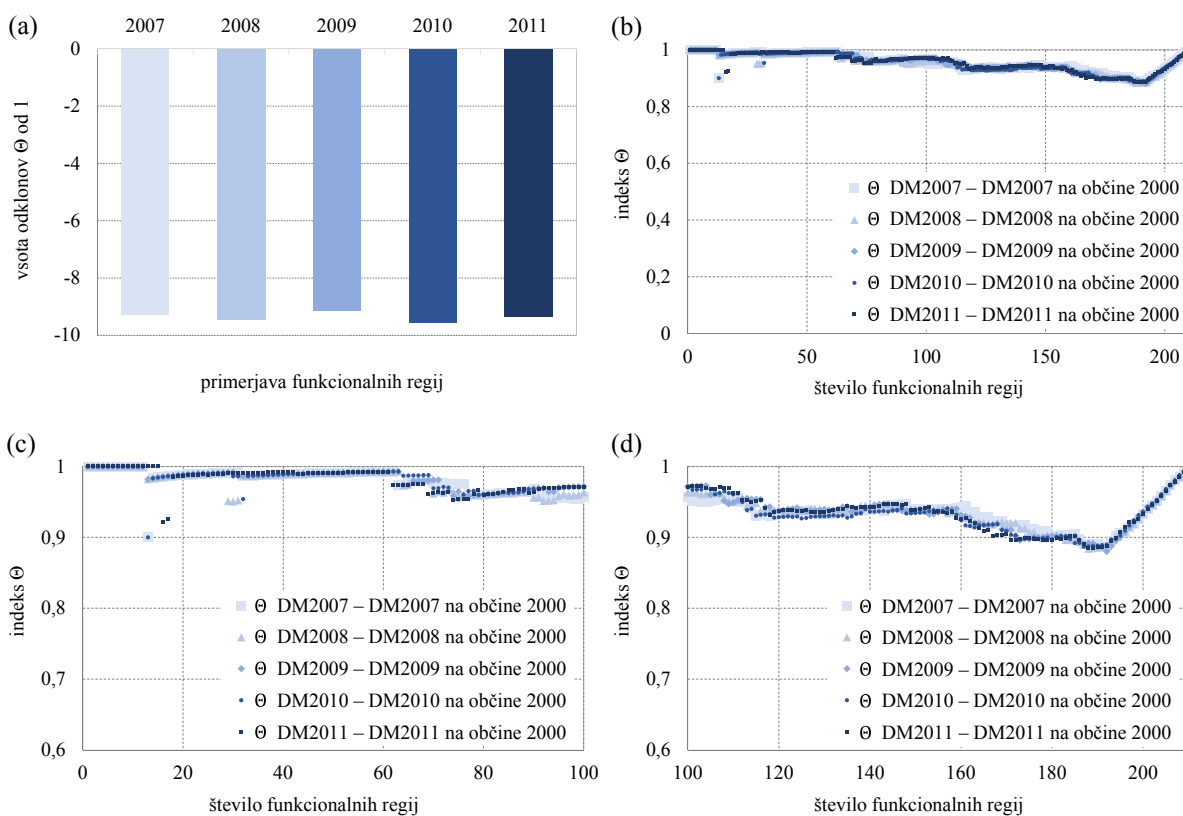 (a)
2007 2008 2009 2010 2011
0
-2
-4
-6
-8
-10
vsota odklonov Θ od 1
primerjava funkcionalnih regij
(b)
1
0,8
0,6
0,4
0,2
0
indeks Θ
Θ DM2007 – DM2007 na občine 2000
Θ DM2008 – DM2008 na občine 2000
Θ DM2009 – DM2009 na občine 2000
Θ DM2010 – DM2010 na občine 2000
Θ DM2011 – DM2011 na občine 2000
0 50 100 150 200
število funkcionalnih regij
(c)
1
0,9
0,8
0,7
0,6
indeks Θ
Θ DM2007 – DM2007 na občine 2000
Θ DM2008 – DM2008 na občine 2000
Θ DM2009 – DM2009 na občine 2000
Θ DM2010 – DM2010 na občine 2000
Θ DM2011 – DM2011 na občine 2000
0 20 40 60 80 100
število funkcionalnih regij
(d)
1
0,9
0,8
0,7
0,6
indeks Θ
Θ DM2007 – DM2007 na občine 2000
Θ DM2008 – DM2008 na občine 2000
Θ DM2009 – DM2009 na občine 2000
Θ DM2010 – DM2010 na občine 2000
Θ DM2011 – DM2011 na občine 2000
100 120 140 160 180 200
število funkcionalnih regij